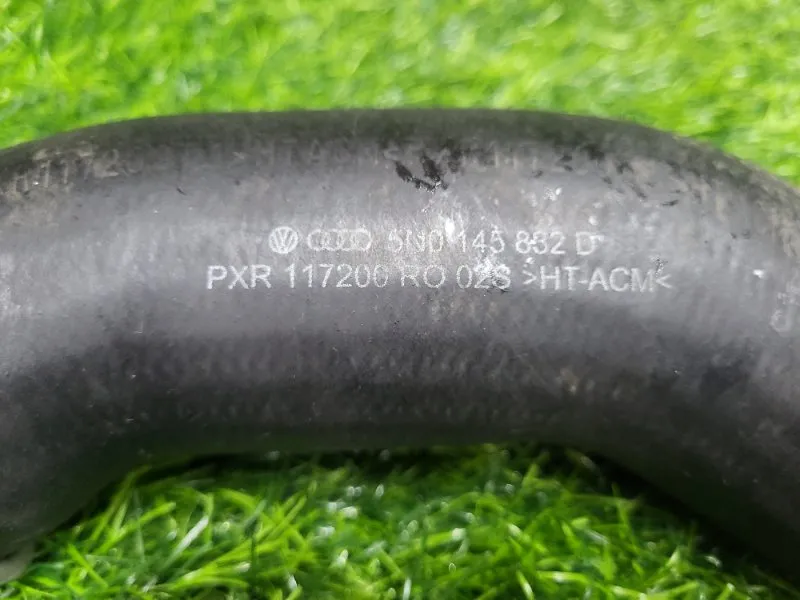 5N0 145 832 D
PXR 117200 RO 02S >HT-ACM<